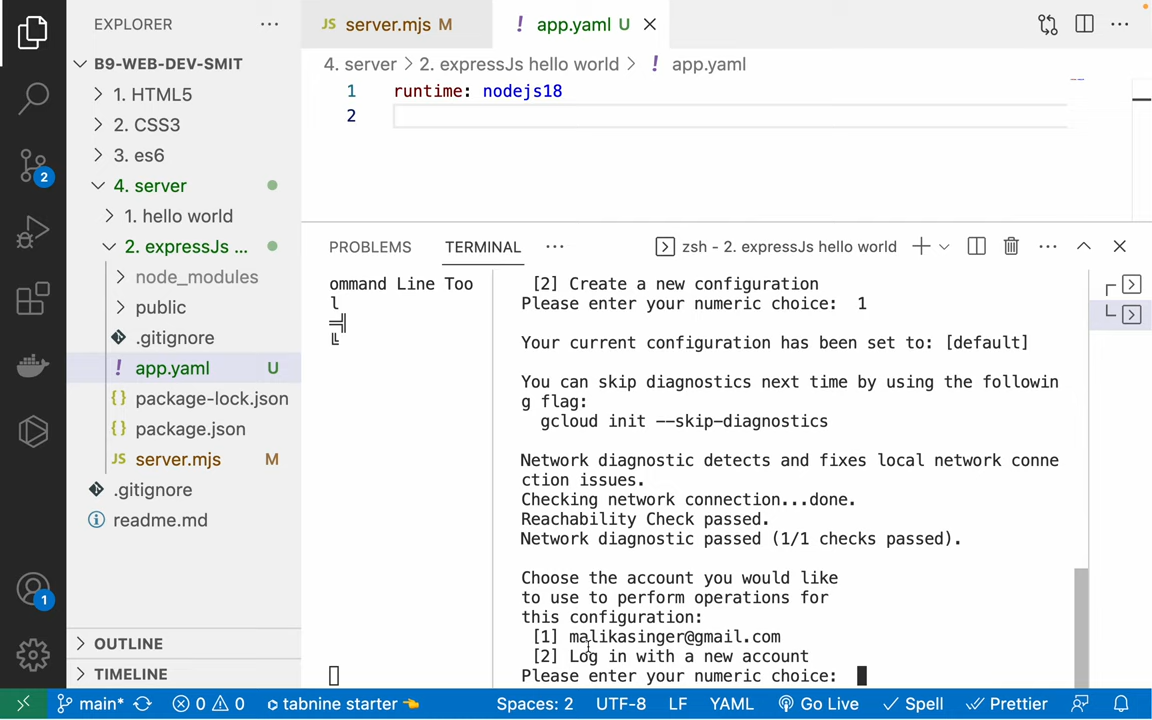 EXPLORER
B9-WEB-DEV-SMIT
1. HTML5
2. CSS3
3. es6
4. server
1. hello world
2. expressJs ...
node_modules
public
.gitignore
! app.yaml U
{} package-lock.json
{} package.json
JS server.mjs M
.gitignore
readme.md
OUTLINE
TIMELINE
2
1
JS server.mjs M
! app.yaml U
4. server > 2. expressJs hello world > ! app.yaml
1 runtime: nodejs18
2
PROBLEMS TERMINAL ... zsh - 2. expressJs hello world
ommand Line Too
l
[2] Create a new configuration
Please enter your numeric choice: 1
Your current configuration has been set to: [default]
You can skip diagnostics next time by using the followin
g flag:
gcloud init --skip-diagnostics
Network diagnostic detects and fixes local network conne
ction issues.
Checking network connection...done.
Reachability Check passed.
Network diagnostic passed (1/1 checks passed).
Choose the account you would like
to use to perform operations for
this configuration:
[1] malikasinger@gmail.com
[2] Log in with a new account
Please enter your numeric choice:
main* 0 0 tabnine starter Spaces: 2 UTF-8 LF YAML Go Live Spell Prettier